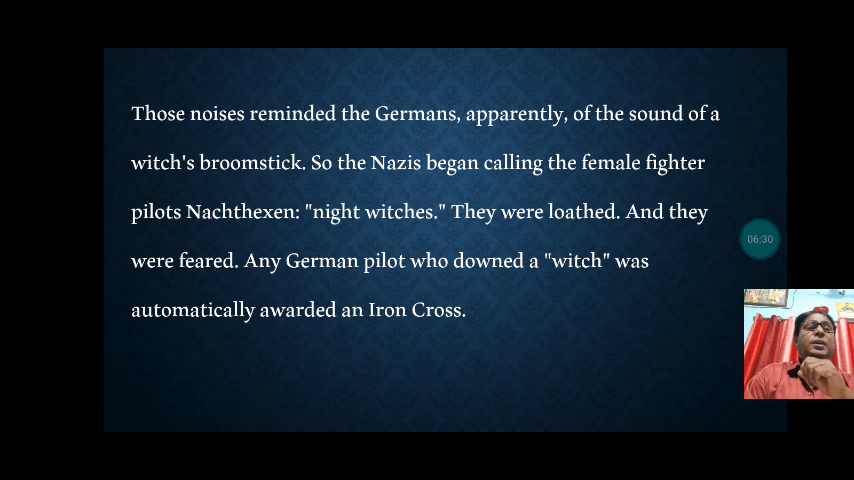 Those noises reminded the Germans, apparently, of the sound of a
witch's broomstick. So the Nazis began calling the female fighter
pilots Nachthexen: "night witches." They were loathed. And they
were feared. Any German pilot who downed a "witch" was
automatically awarded an Iron Cross.
06:30